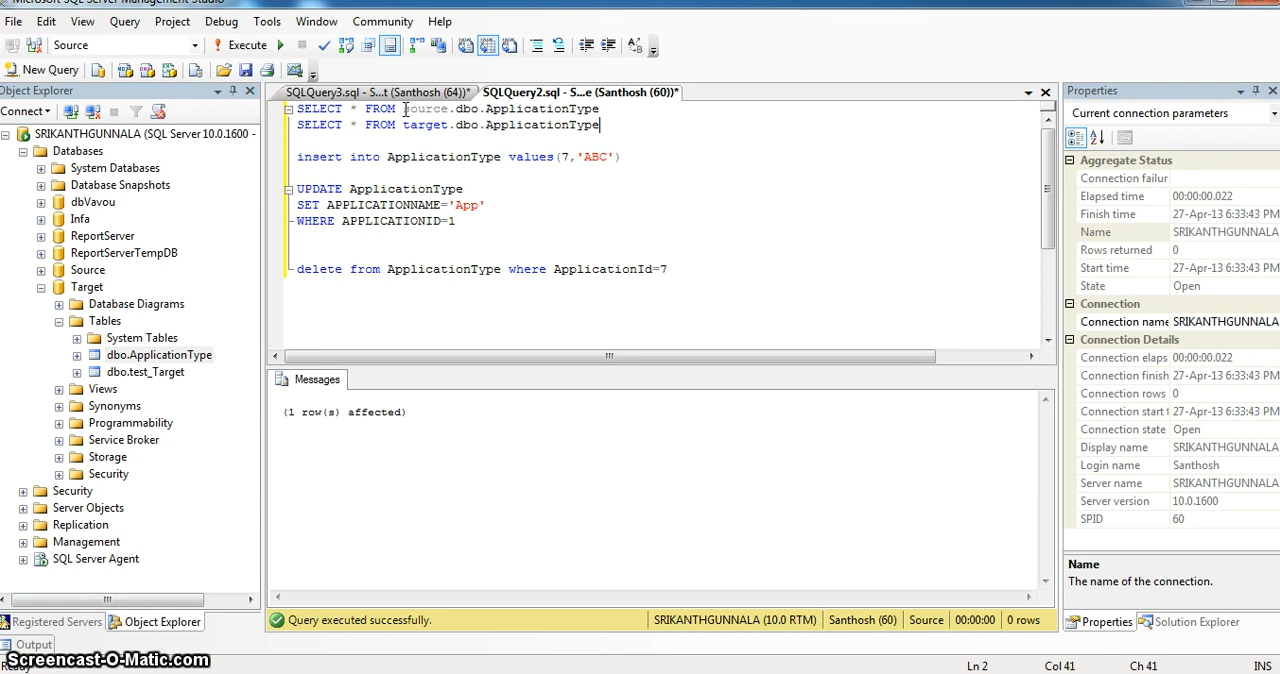 Microsoft SQL Server Management Studio
File Edit View Query Project Debug Tools Window Community Help
Source Execute
New Query
Object Explorer
Connect
SRIKANTHGUNNALA (SQL Server 10.0.1600 -
Databases
System Databases
Database Snapshots
dbVavou
Infa
ReportServer
ReportServerTempDB
Source
Target
Database Diagrams
Tables
System Tables
dbo.ApplicationType
dbo.test_Target
Views
Synonyms
Programmability
Service Broker
Storage
Security
Security
Server Objects
Replication
Management
SQL Server Agent
Registered Servers Object Explorer
Output
SQLQuery3.sql - S...t (Santhosh (64))* SQLQuery2.sql - S...e (Santhosh (60))*
SELECT * FROM source.dbo.ApplicationType
SELECT * FROM target.dbo.ApplicationType
insert into ApplicationType values(7,'ABC')
UPDATE ApplicationType
SET APPLICATIONNAME='App'
WHERE APPLICATIONID=1
delete from ApplicationType where ApplicationId=7
Messages
(1 row(s) affected)
Query executed successfully. SRIKANTHGUNNALA (10.0 RTM) Santhosh (60) Source 00:00:00 0 rows
Properties
Current connection parameters
Aggregate Status
Connection failur
Elapsed time 00:00:00.022
Finish time 27-Apr-13 6:33:43 PM
Name SRIKANTHGUNNALA
Rows returned 0
Start time 27-Apr-13 6:33:43 PM
State Open
Connection
Connection name SRIKANTHGUNNALA
Connection Details
Connection elaps 00:00:00.022
Connection finish 27-Apr-13 6:33:43 PM
Connection rows 0
Connection start t 27-Apr-13 6:33:43 PM
Connection state Open
Display name SRIKANTHGUNNALA
Login name Santhosh
Server name SRIKANTHGUNNALA
Server version 10.0.1600
SPID 60
Name
The name of the connection.
Properties Solution Explorer
Ln 2 Col 41 Ch 41 INS
Screencast-O-Matic.com